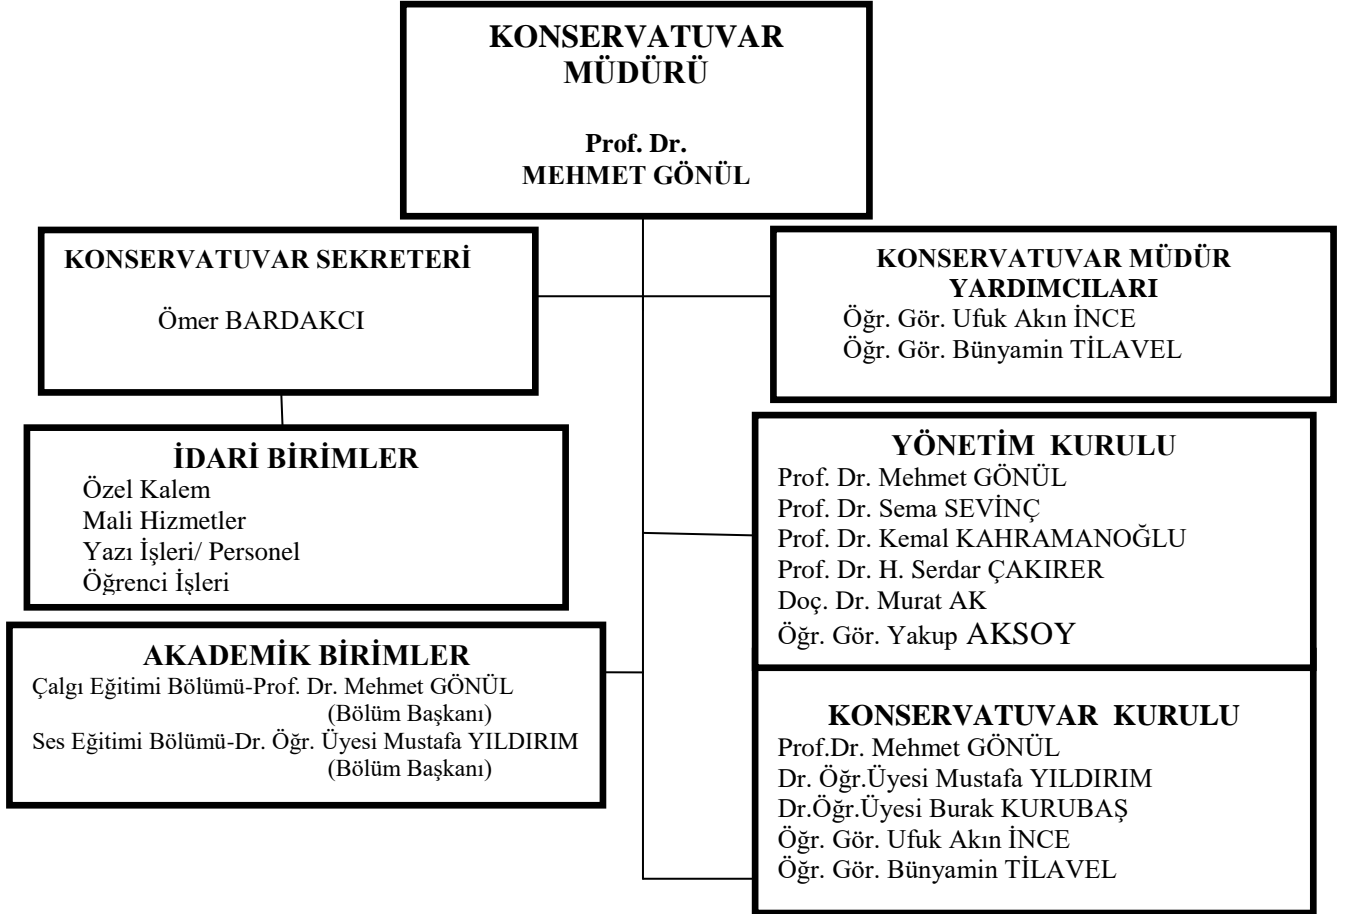 KONSERVATUVAR
MÜDÜRÜ
Prof. Dr.
MEHMET GÖNÜL
KONSERVATUVAR SEKRETERİ
Ömer BARDAKCI
KONSERVATUVAR MÜDÜR
YARDIMCILARI
Öğr. Gör. Ufuk Akın İNCE
Öğr. Gör. Bünyamin TİLAVEL
İDARİ BİRİMLER
Özel Kalem
Mali Hizmetler
Yazı İşleri/ Personel
Öğrenci İşleri
YÖNETİM KURULU
Prof. Dr. Mehmet GÖNÜL
Prof. Dr. Sema SEVİNÇ
Prof. Dr. Kemal KAHRAMANOĞLU
Prof. Dr. H. Serdar ÇAKIRER
Doç. Dr. Murat AK
Öğr. Gör. Yakup AKSOY
AKADEMİK BİRİMLER
Çalgı Eğitimi Bölümü-Prof. Dr. Mehmet GÖNÜL
(Bölüm Başkanı)
Ses Eğitimi Bölümü-Dr. Öğr. Üyesi Mustafa YILDIRIM
(Bölüm Başkanı)
KONSERVATUVAR KURULU
Prof.Dr. Mehmet GÖNÜL
Dr. Öğr.Üyesi Mustafa YILDIRIM
Dr.Öğr.Üyesi Burak KURUBAŞ
Öğr. Gör. Ufuk Akın İNCE
Öğr. Gör. Bünyamin TİLAVEL